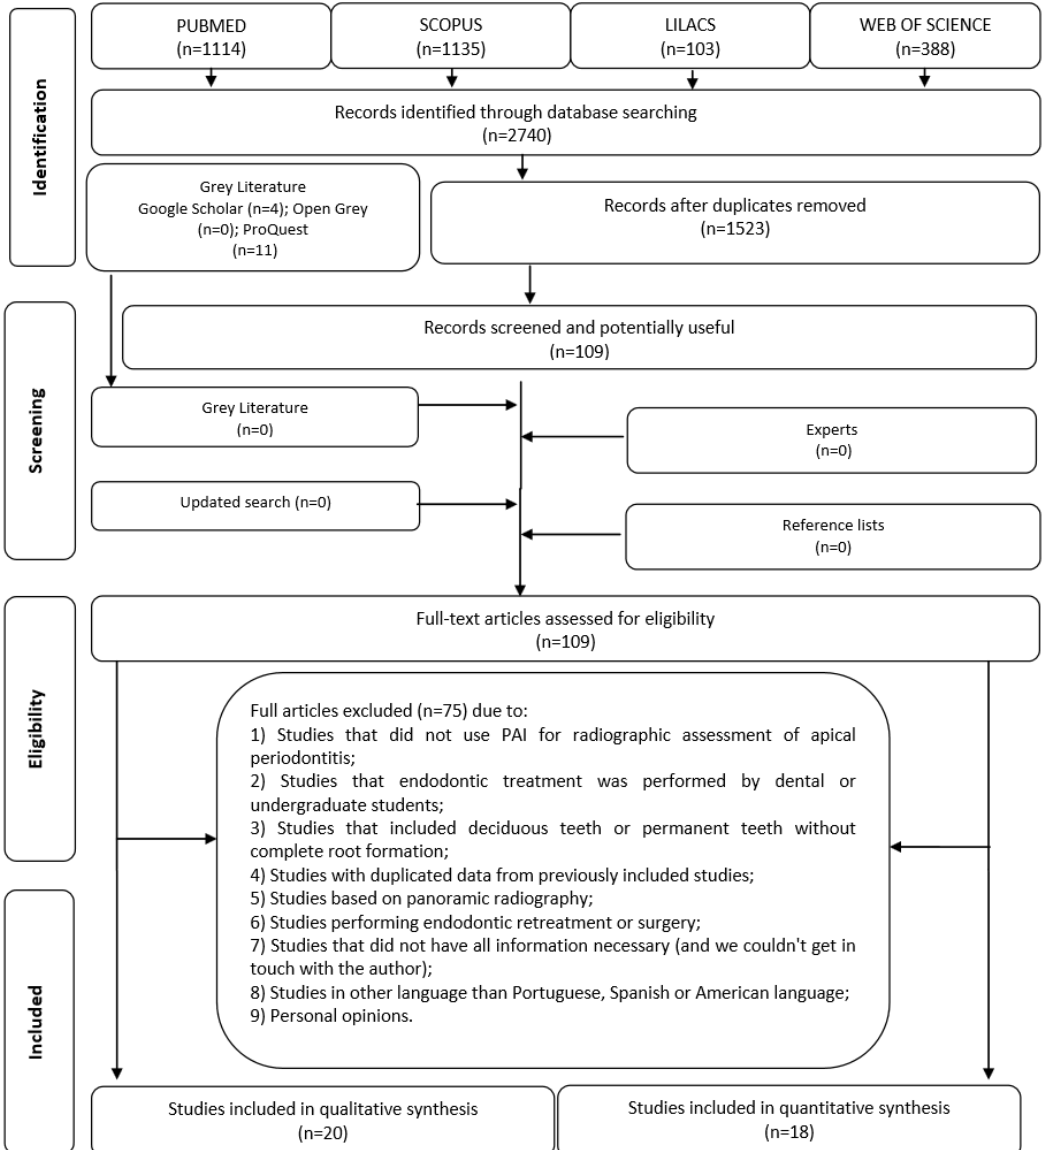 PUBMED
(n=1114)
SCOPUS
(n=1135)
LILACS
(n=103)
WEB OF SCIENCE
(n=388)
Identification
Records identified through database searching
(n=2740)
Grey Literature
Google Scholar (n=4); Open Grey
(n=0); ProQuest
(n=11)
Records after duplicates removed
(n=1523)
Screening
Records screened and potentially useful
(n=109)
Grey Literature
(n=0)
Experts
(n=0)
Updated search (n=0)
Reference lists
(n=0)
Eligibility
Full-text articles assessed for eligibility
(n=109)
Full articles excluded (n=75) due to:
1) Studies that did not use PAI for radiographic assessment of apical
periodontitis;
2) Studies that endodontic treatment was performed by dental or
undergraduate students;
3) Studies that included deciduous teeth or permanent teeth without
complete root formation;
4) Studies with duplicated data from previously included studies;
5) Studies based on panoramic radiography;
6) Studies performing endodontic retreatment or surgery;
7) Studies that did not have all information necessary (and we couldn't get in
touch with the author);
8) Studies in other language than Portuguese, Spanish or American language;
9) Personal opinions.
Included
Studies included in qualitative synthesis
(n=20)
Studies included in quantitative synthesis
(n=18)